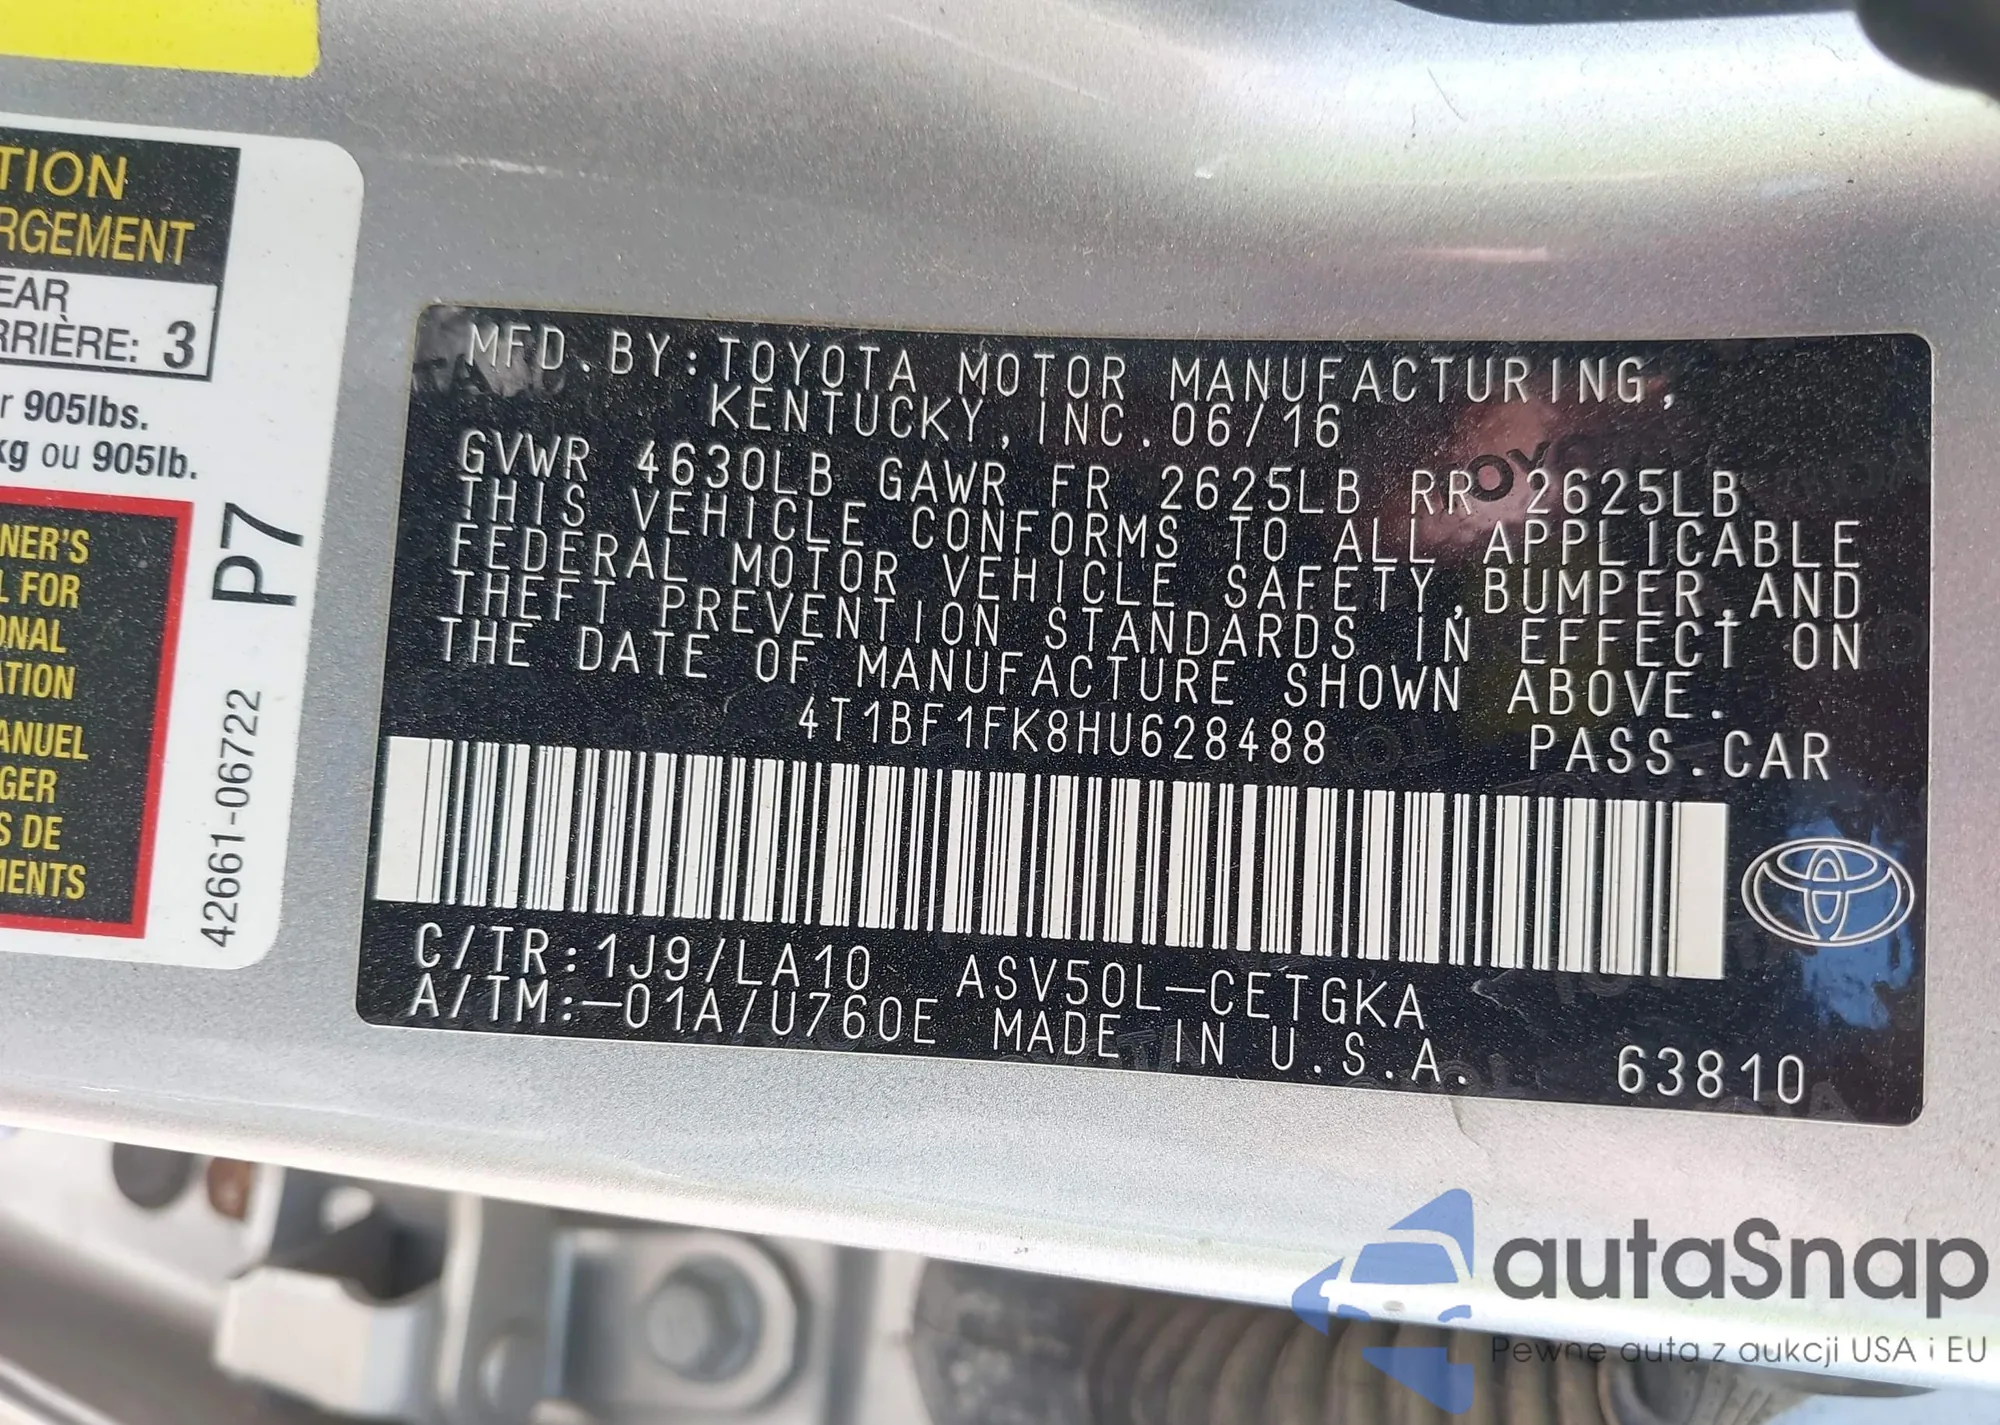 TION
RGEMENT
EAR
RRIÈRE: 3
r 905lbs.
kg ou 905lb.
NER'S
L FOR
ONAL
ATION
ANUEL
GER
S DE
MENTS
P7
42661-06722
MFD.BY:TOYOTA MOTOR MANUFACTURING,
KENTUCKY,INC.06/16
GVWR 4630LB GAWR FR 2625LB RR 2625LB
THIS VEHICLE CONFORMS TO ALL APPLICABLE
FEDERAL MOTOR VEHICLE SAFETY,BUMPER,AND
THEFT PREVENTION STANDARDS IN EFFECT ON
THE DATE OF MANUFACTURE SHOWN ABOVE.
4T1BF1FK8HU628488 PASS.CAR
C/TR:1J9/LA10 ASV50L-CETGKA
A/TM:-01A/U760E MADE IN U.S.A. 63810
autaSnap
Pewne auta z aukcji USA i EU